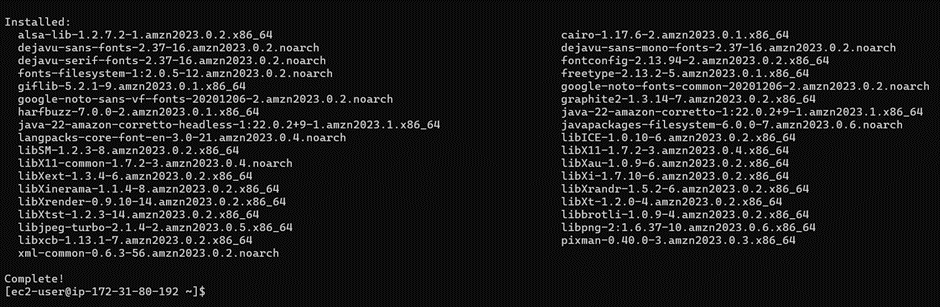 Installed:
alsa-lib-1.2.7.2-1.amzn2023.0.2.x86_64 cairo-1.17.6-2.amzn2023.0.1.x86_64
dejavu-sans-fonts-2.37-16.amzn2023.0.2.noarch dejavu-sans-mono-fonts-2.37-16.amzn2023.0.2.noarch
dejavu-serif-fonts-2.37-16.amzn2023.0.2.noarch fontconfig-2.13.94-2.amzn2023.0.2.x86_64
fonts-filesystem-1:2.0.5-12.amzn2023.0.2.noarch freetype-2.13.2-5.amzn2023.0.1.x86_64
giflib-5.2.1-9.amzn2023.0.1.x86_64 google-noto-fonts-common-20201206-2.amzn2023.0.2.noarch
google-noto-sans-vf-fonts-20201206-2.amzn2023.0.2.noarch graphite2-1.3.14-7.amzn2023.0.2.x86_64
harfbuzz-7.0.0-2.amzn2023.0.1.x86_64 java-22-amazon-corretto-1:22.0.2+9-1.amzn2023.1.x86_64
java-22-amazon-corretto-headless-1:22.0.2+9-1.amzn2023.1.x86_64 javapackages-filesystem-6.0.0-7.amzn2023.0.6.noarch
langpacks-core-font-en-3.0-21.amzn2023.0.4.noarch libICE-1.0.10-6.amzn2023.0.2.x86_64
libSM-1.2.3-8.amzn2023.0.2.x86_64 libX11-1.7.2-3.amzn2023.0.4.x86_64
libX11-common-1.7.2-3.amzn2023.0.4.noarch libXau-1.0.9-6.amzn2023.0.2.x86_64
libXext-1.3.4-6.amzn2023.0.2.x86_64 libXi-1.7.10-6.amzn2023.0.2.x86_64
libXinerama-1.1.4-8.amzn2023.0.2.x86_64 libXrandr-1.5.2-6.amzn2023.0.2.x86_64
libXrender-0.9.10-14.amzn2023.0.2.x86_64 libXt-1.2.0-4.amzn2023.0.2.x86_64
libXtst-1.2.3-14.amzn2023.0.2.x86_64 libbrotli-1.0.9-4.amzn2023.0.2.x86_64
libjpeg-turbo-2.1.4-2.amzn2023.0.5.x86_64 libpng-2:1.6.37-10.amzn2023.0.6.x86_64
libxcb-1.13.1-7.amzn2023.0.2.x86_64 pixman-0.40.0-3.amzn2023.0.3.x86_64
xml-common-0.6.3-56.amzn2023.0.2.noarch
Complete!
[ec2-user@ip-172-31-80-192 ~]$